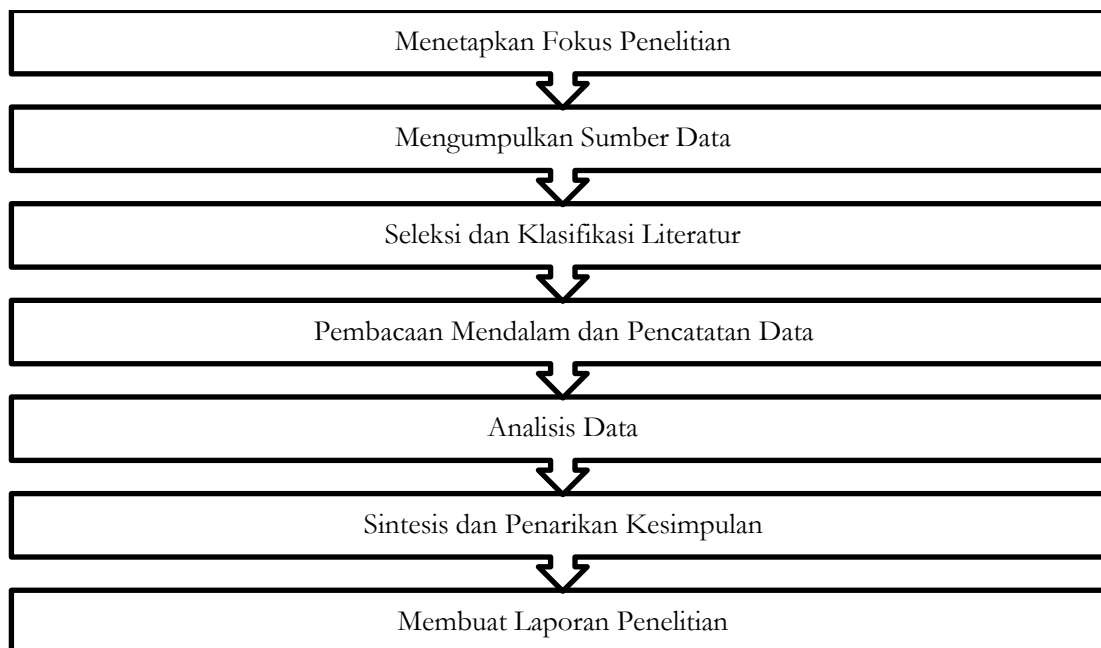 Menetapkan Fokus Penelitian
Mengumpulkan Sumber Data
Seleksi dan Klasifikasi Literatur
Pembacaan Mendalam dan Pencatatan Data
Analisis Data
Sintesis dan Penarikan Kesimpulan
Membuat Laporan Penelitian